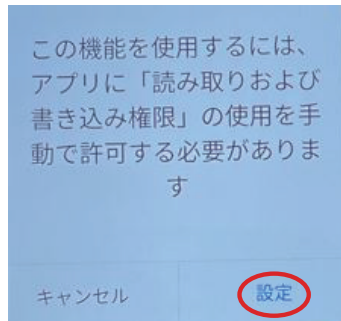 この機能を使用するには、
アプリに「読み取りおよび
書き込み権限」の使用を手
動で許可する必要がありま
す
キャンセル
設定